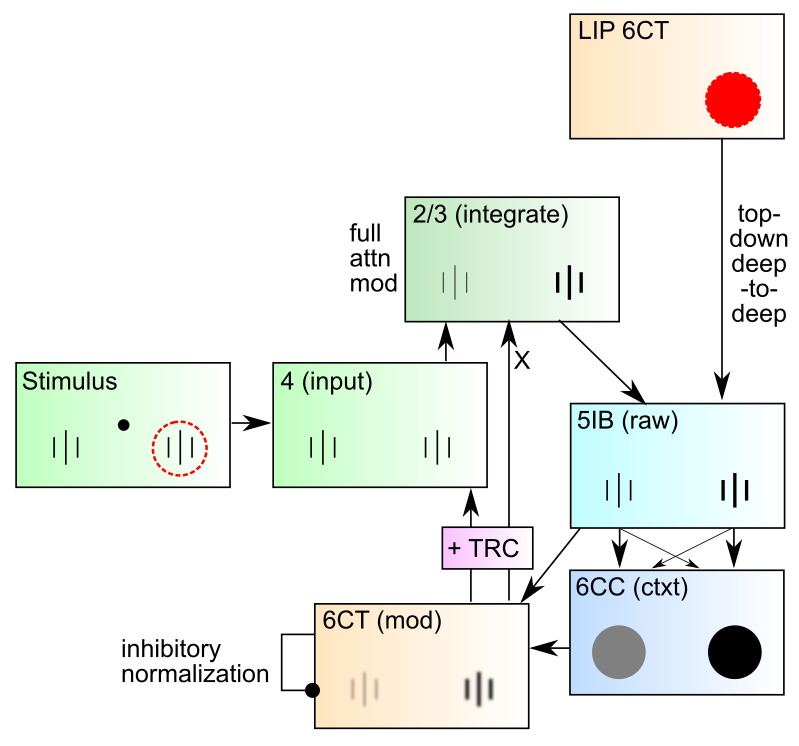 LIP 6CT
top-
down
deep
-to-
deep
2/3 (integrate)
full
attn
mod
X
Stimulus
4 (input)
5IB (raw)
+ TRC
6CC (ctxt)
6CT (mod)
inhibitory
normalization